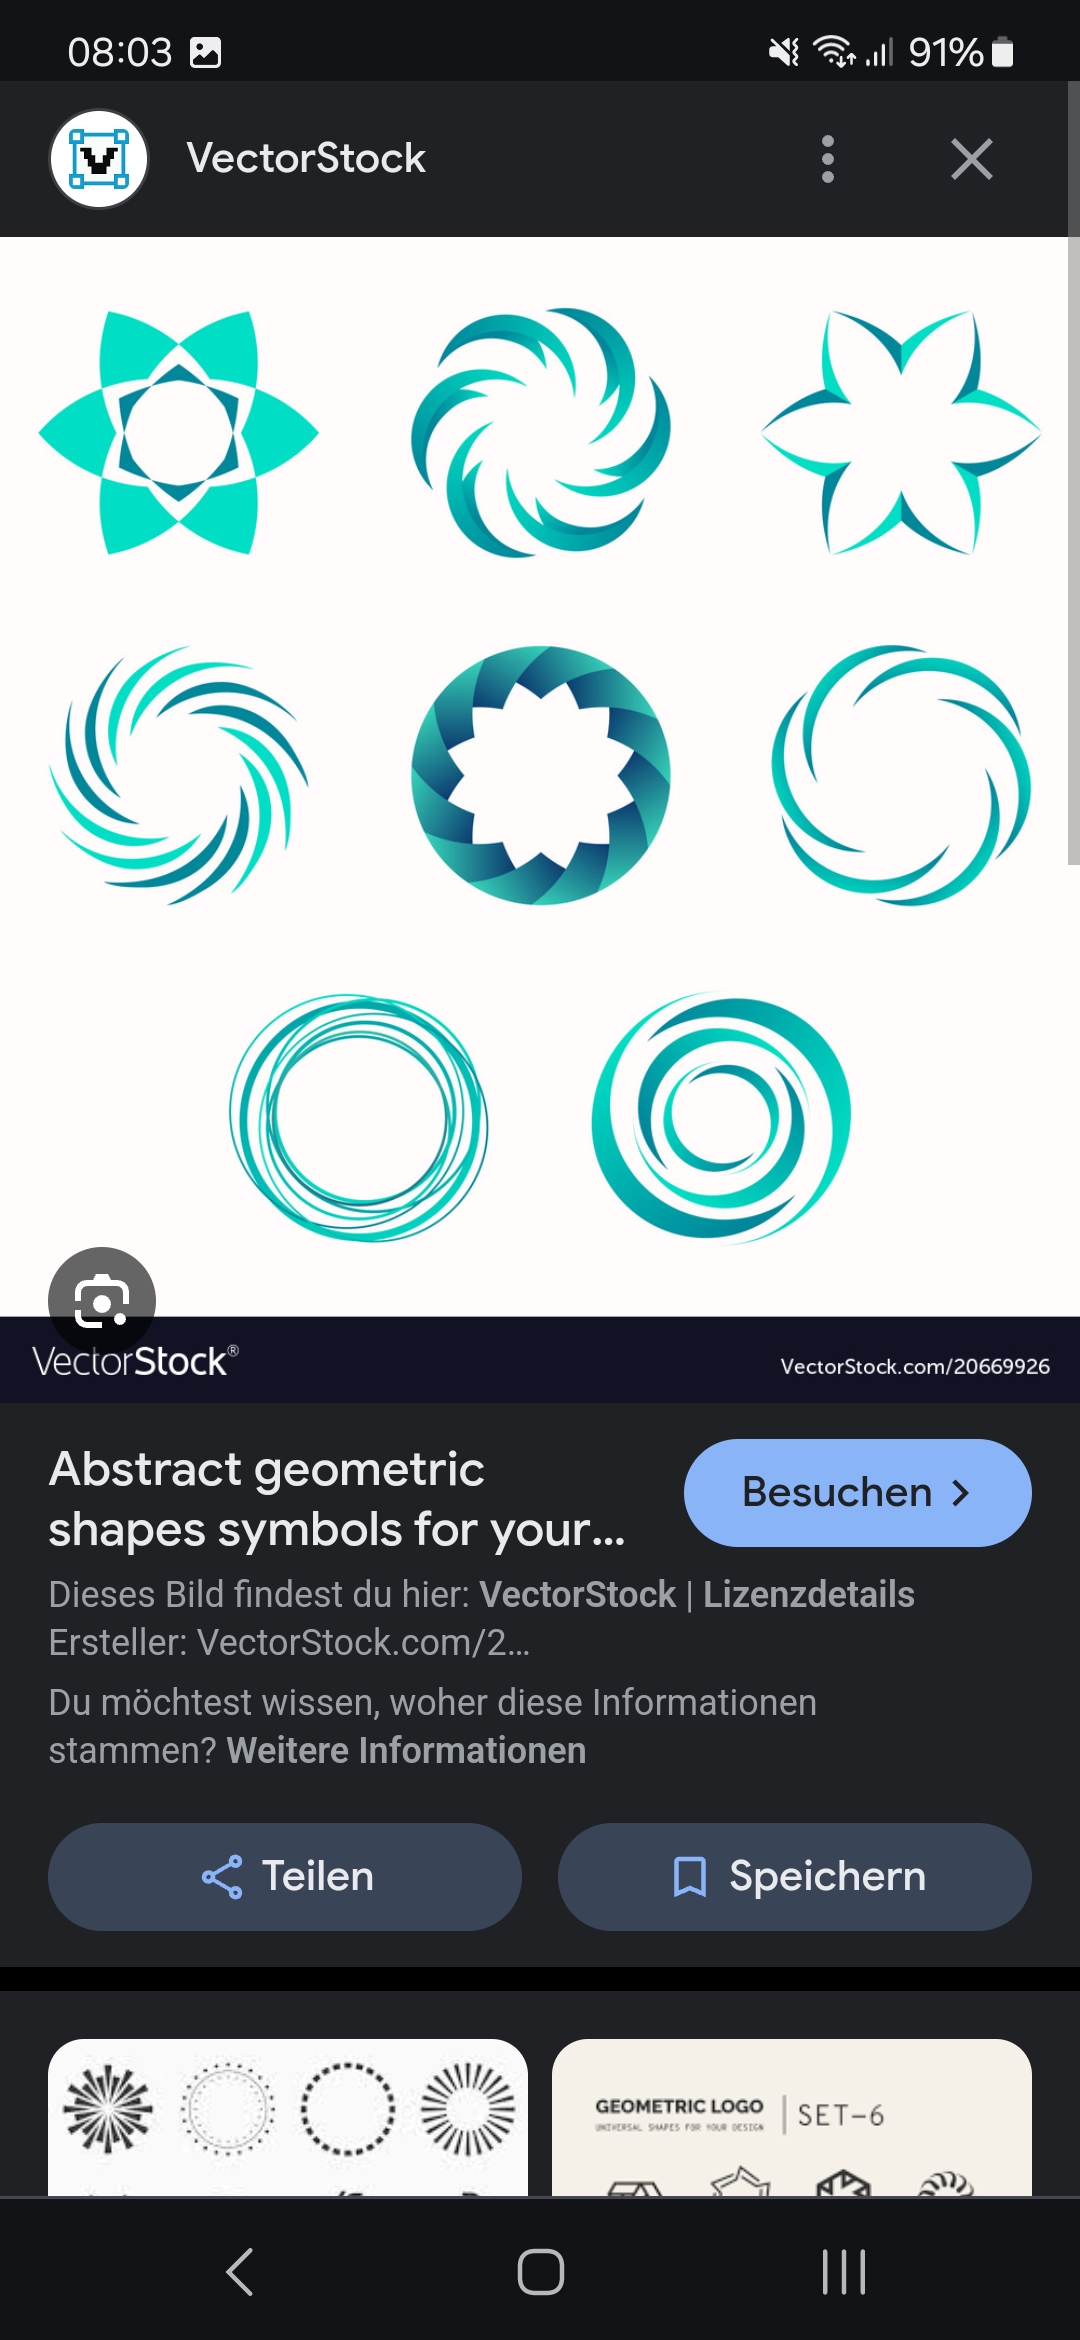 08:03
91%
VectorStock
VectorStock®
VectorStock.com/20669926
Abstract geometric
shapes symbols for your...
Besuchen
Dieses Bild findest du hier: VectorStock | Lizenzdetails
Ersteller: VectorStock.com/2...
Du möchtest wissen, woher diese Informationen
stammen? Weitere Informationen
Teilen
Speichern
GEOMETRIC LOGO
UNIVERSAL SHAPES FOR YOUR DESIGN
SET-6